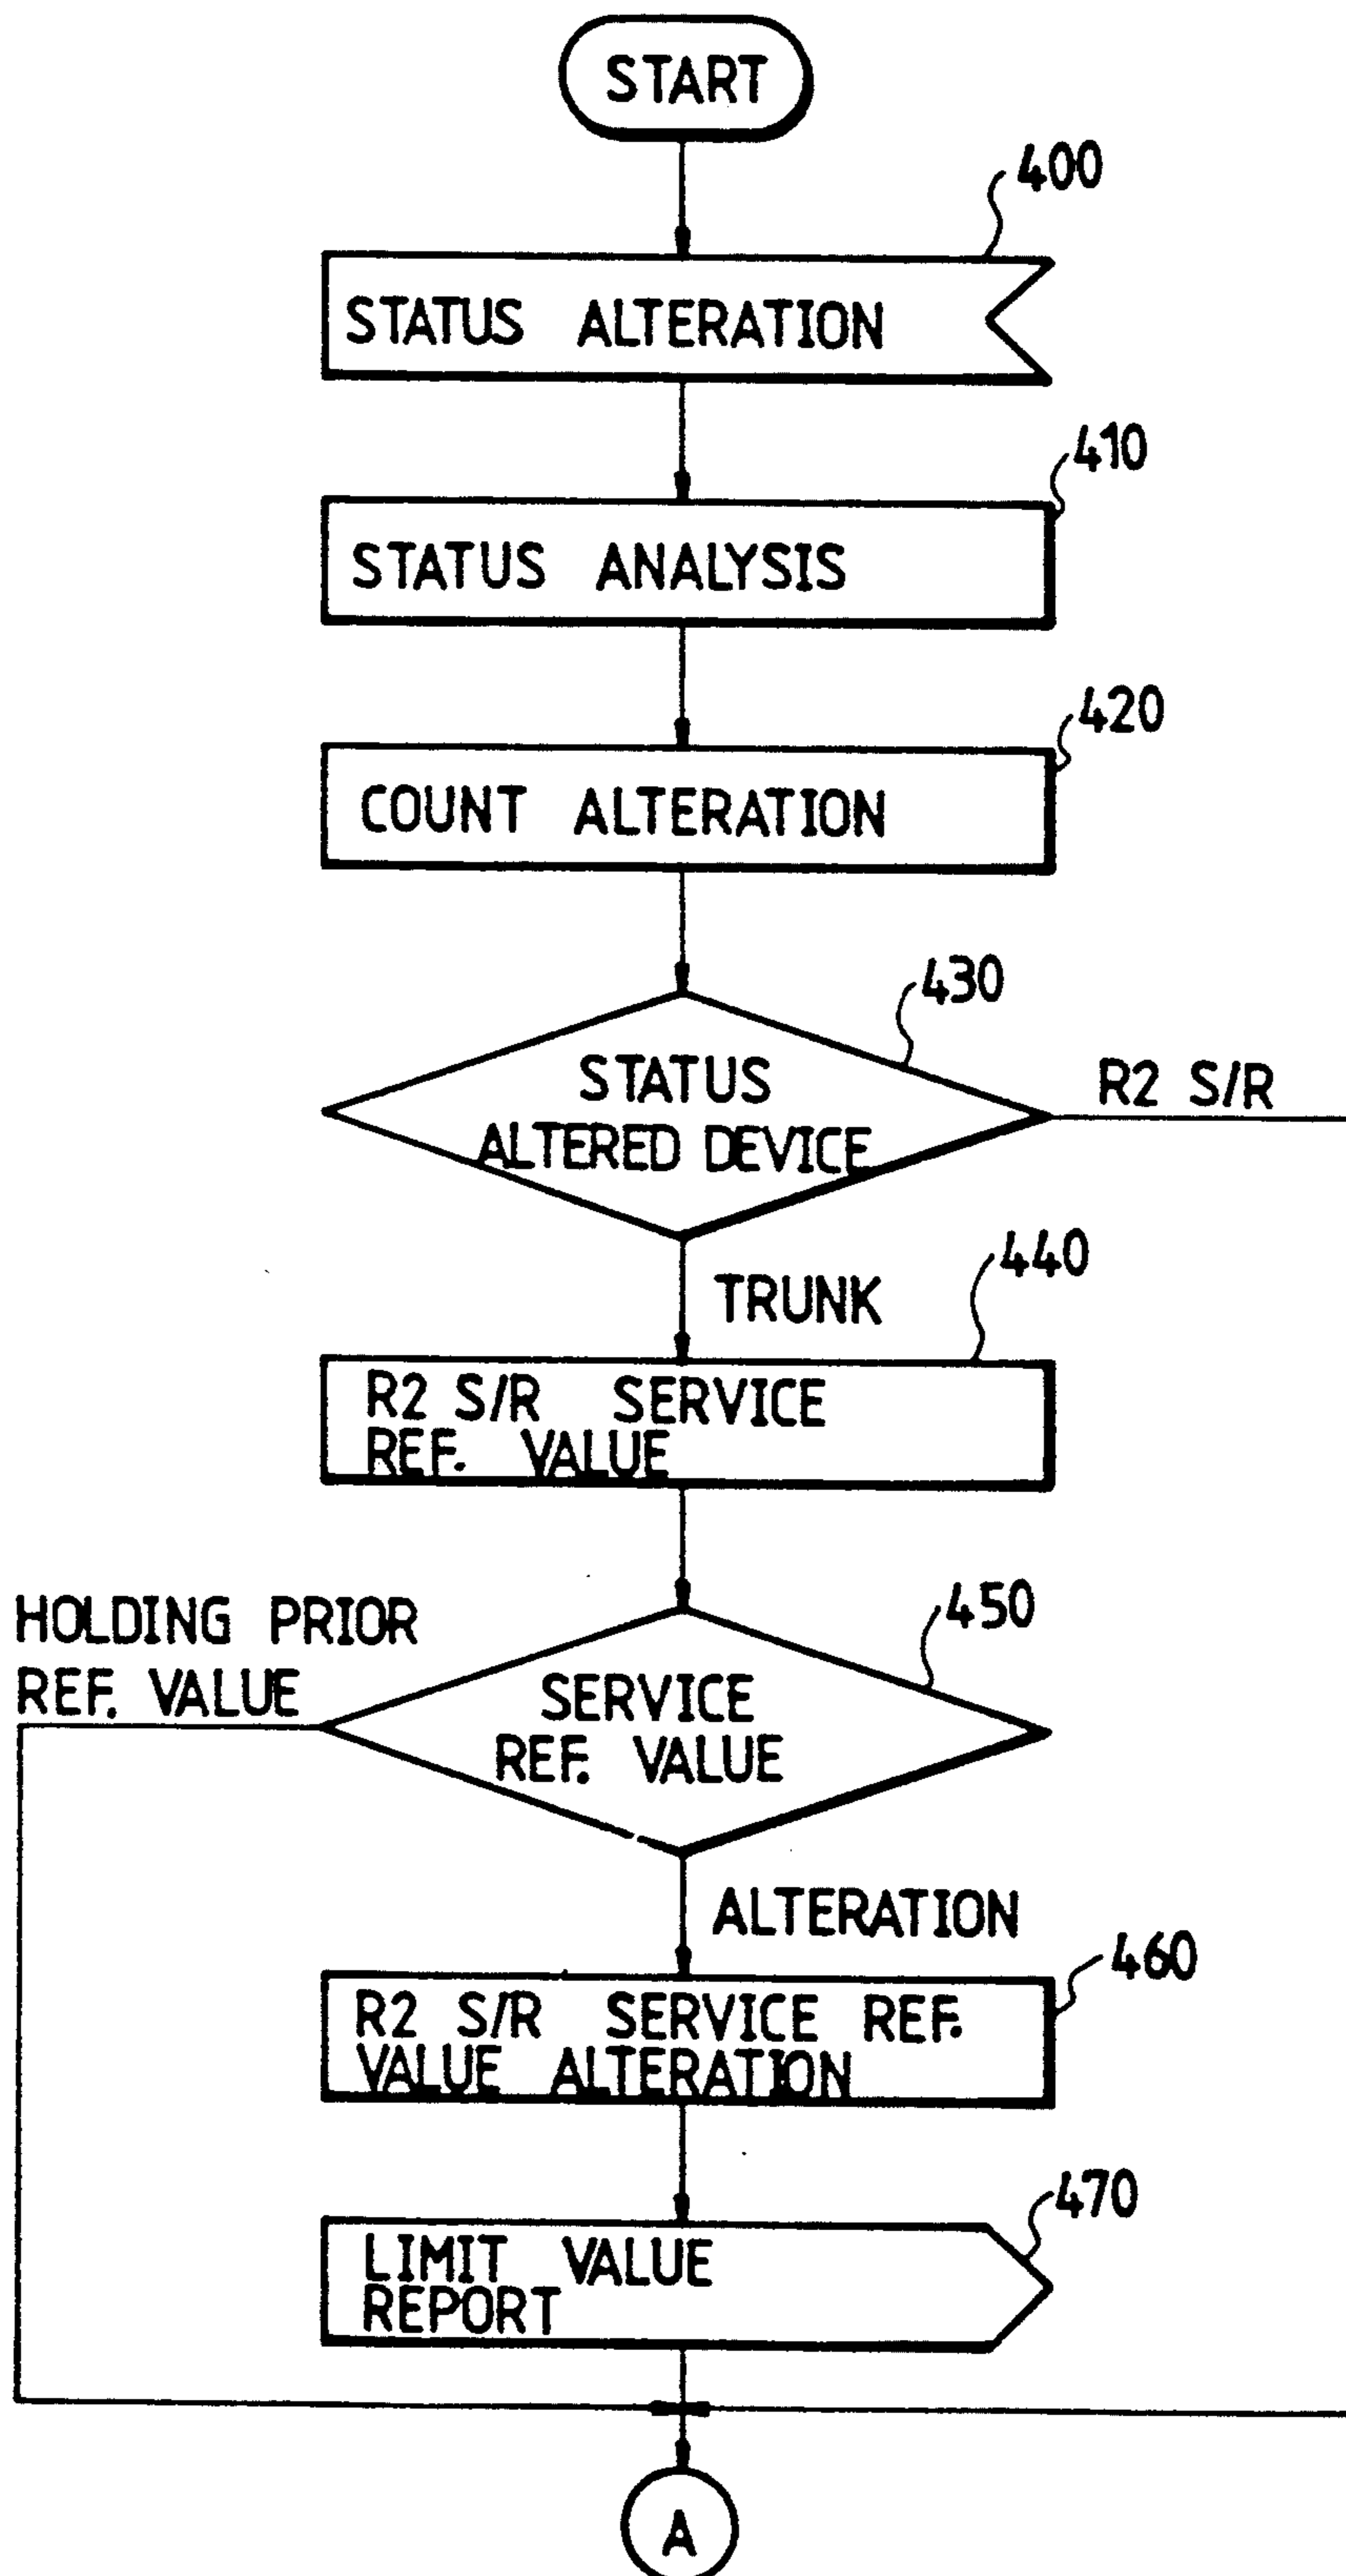 START
400
STATUS ALTERATION
410
STATUS ANALYSIS
420
COUNT ALTERATION
430
STATUS
ALTERED DEVICE
R2 S/R
440
TRUNK
R2 S/R SERVICE
REF. VALUE
450
HOLDING PRIOR
REF. VALUE
SERVICE
REF. VALUE
ALTERATION
460
R2 S/R SERVICE REF.
VALUE ALTERATION
470
LIMIT VALUE
REPORT
A